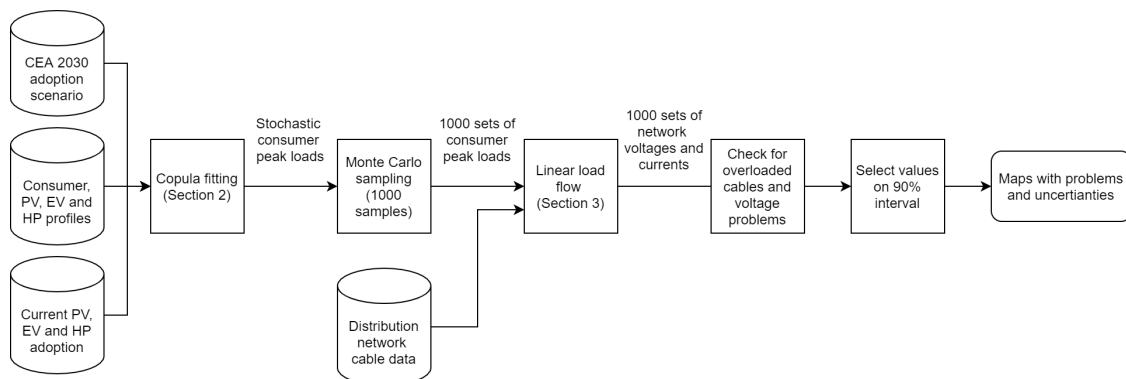 CEA 2030
adoption
scenario
Consumer,
PV, EV and
HP profiles
Current PV,
EV and HP
adoption
Copula fitting
(Section 2)
Stochastic
consumer
peak loads
Monte Carlo
sampling
(1000
samples)
1000 sets of
consumer
peak loads
Distribution
network
cable data
Linear load
flow
(Section 3)
1000 sets of
network
voltages and
currents
Check for
overloaded
cables and
voltage
problems
Select values
on 90%
interval
Maps with problems
and uncertianties